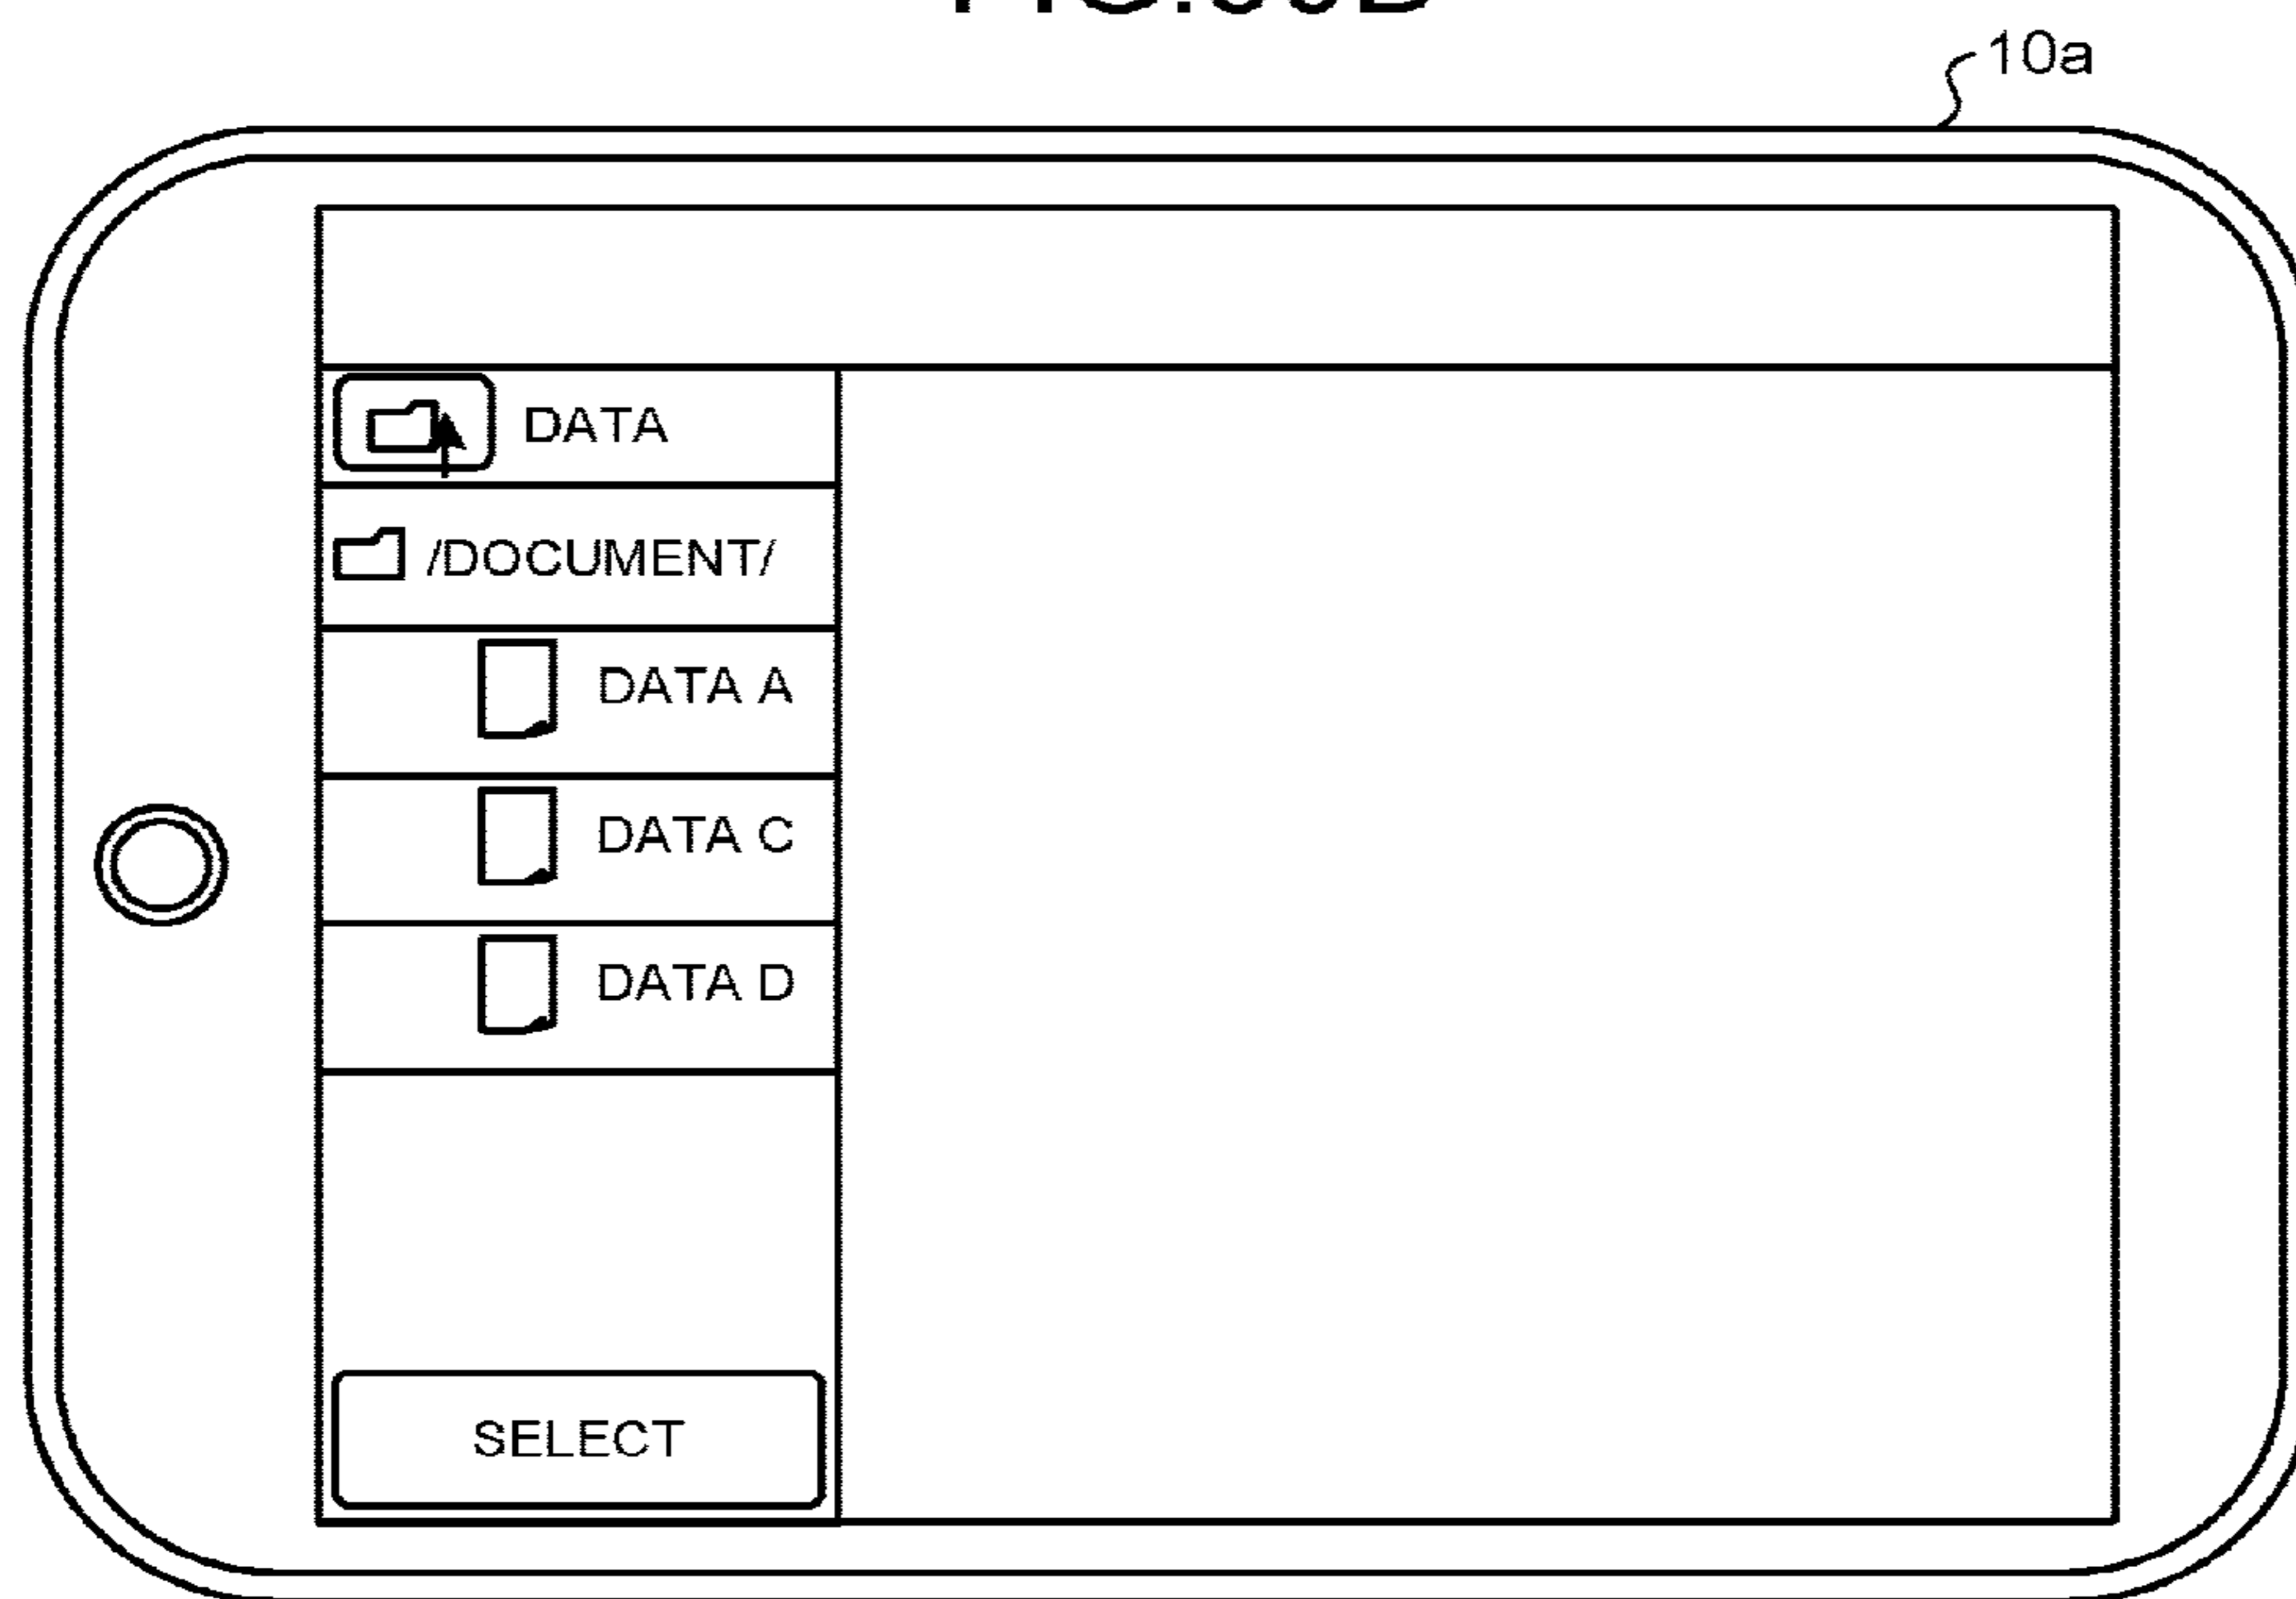 10a
DATA
/DOCUMENT/
DATA A
DATA C
DATA D
SELECT